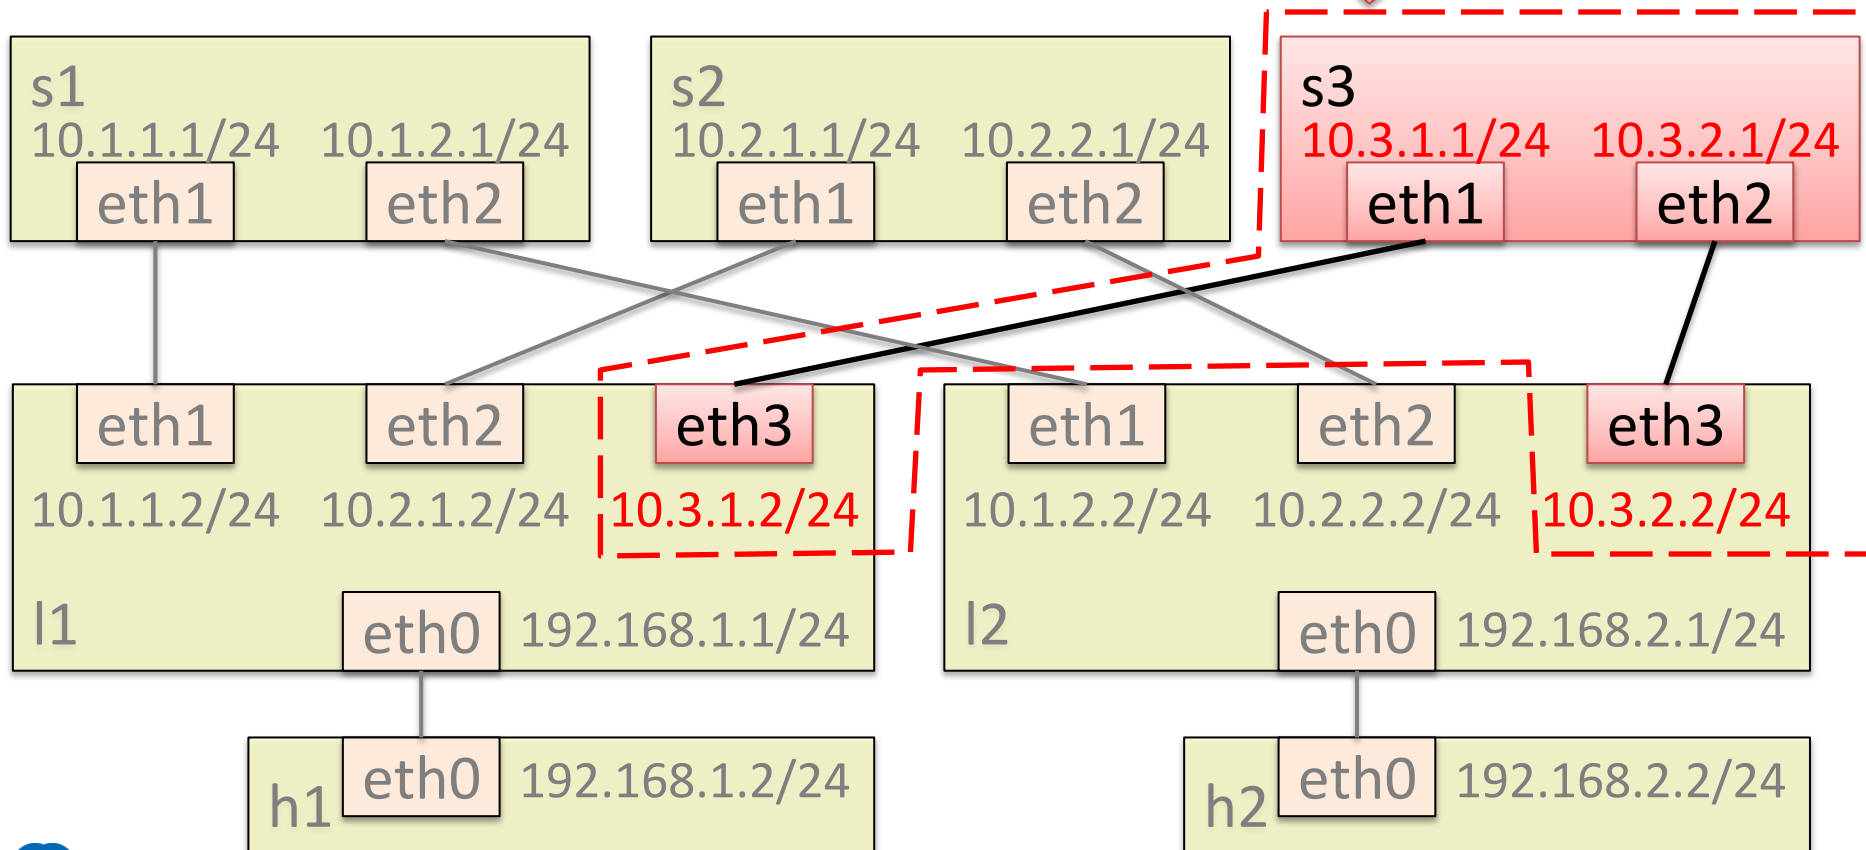 s1
10.1.1.1/24 10.1.2.1/24
eth1 eth2
s2
10.2.1.1/24 10.2.2.1/24
eth1 eth2
s3
10.3.1.1/24 10.3.2.1/24
eth1 eth2
eth1 eth2 eth3
10.1.1.2/24 10.2.1.2/24 10.3.1.2/24
l1 eth0 192.168.1.1/24
eth1 eth2 eth3
10.1.2.2/24 10.2.2.2/24 10.3.2.2/24
l2 eth0 192.168.2.1/24
h1 eth0 192.168.1.2/24
h2 eth0 192.168.2.2/24